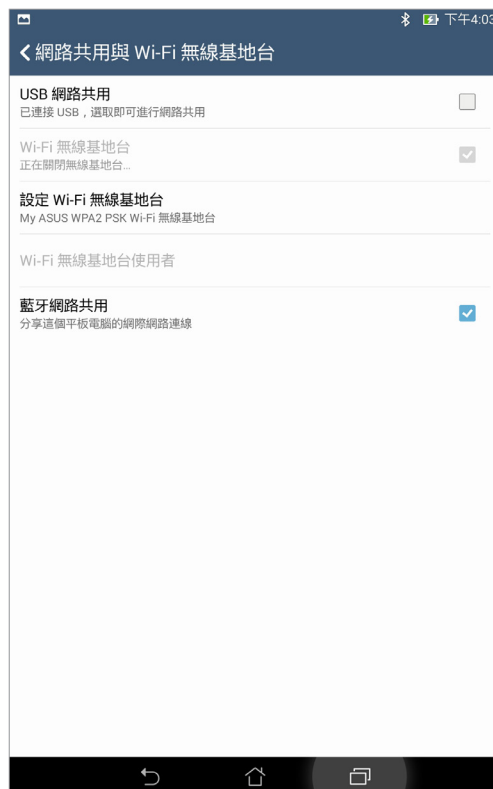 下午4:03
網路共用與 Wi-Fi 無線基地台
USB 網路共用
已連接 USB，選取即可進行網路共用
Wi-Fi 無線基地台
正在關閉無線基地台...
設定 Wi-Fi 無線基地台
My ASUS WPA2 PSK Wi-Fi 無線基地台
Wi-Fi 無線基地台使用者
藍牙網路共用
分享這個平板電腦的網際網路連線